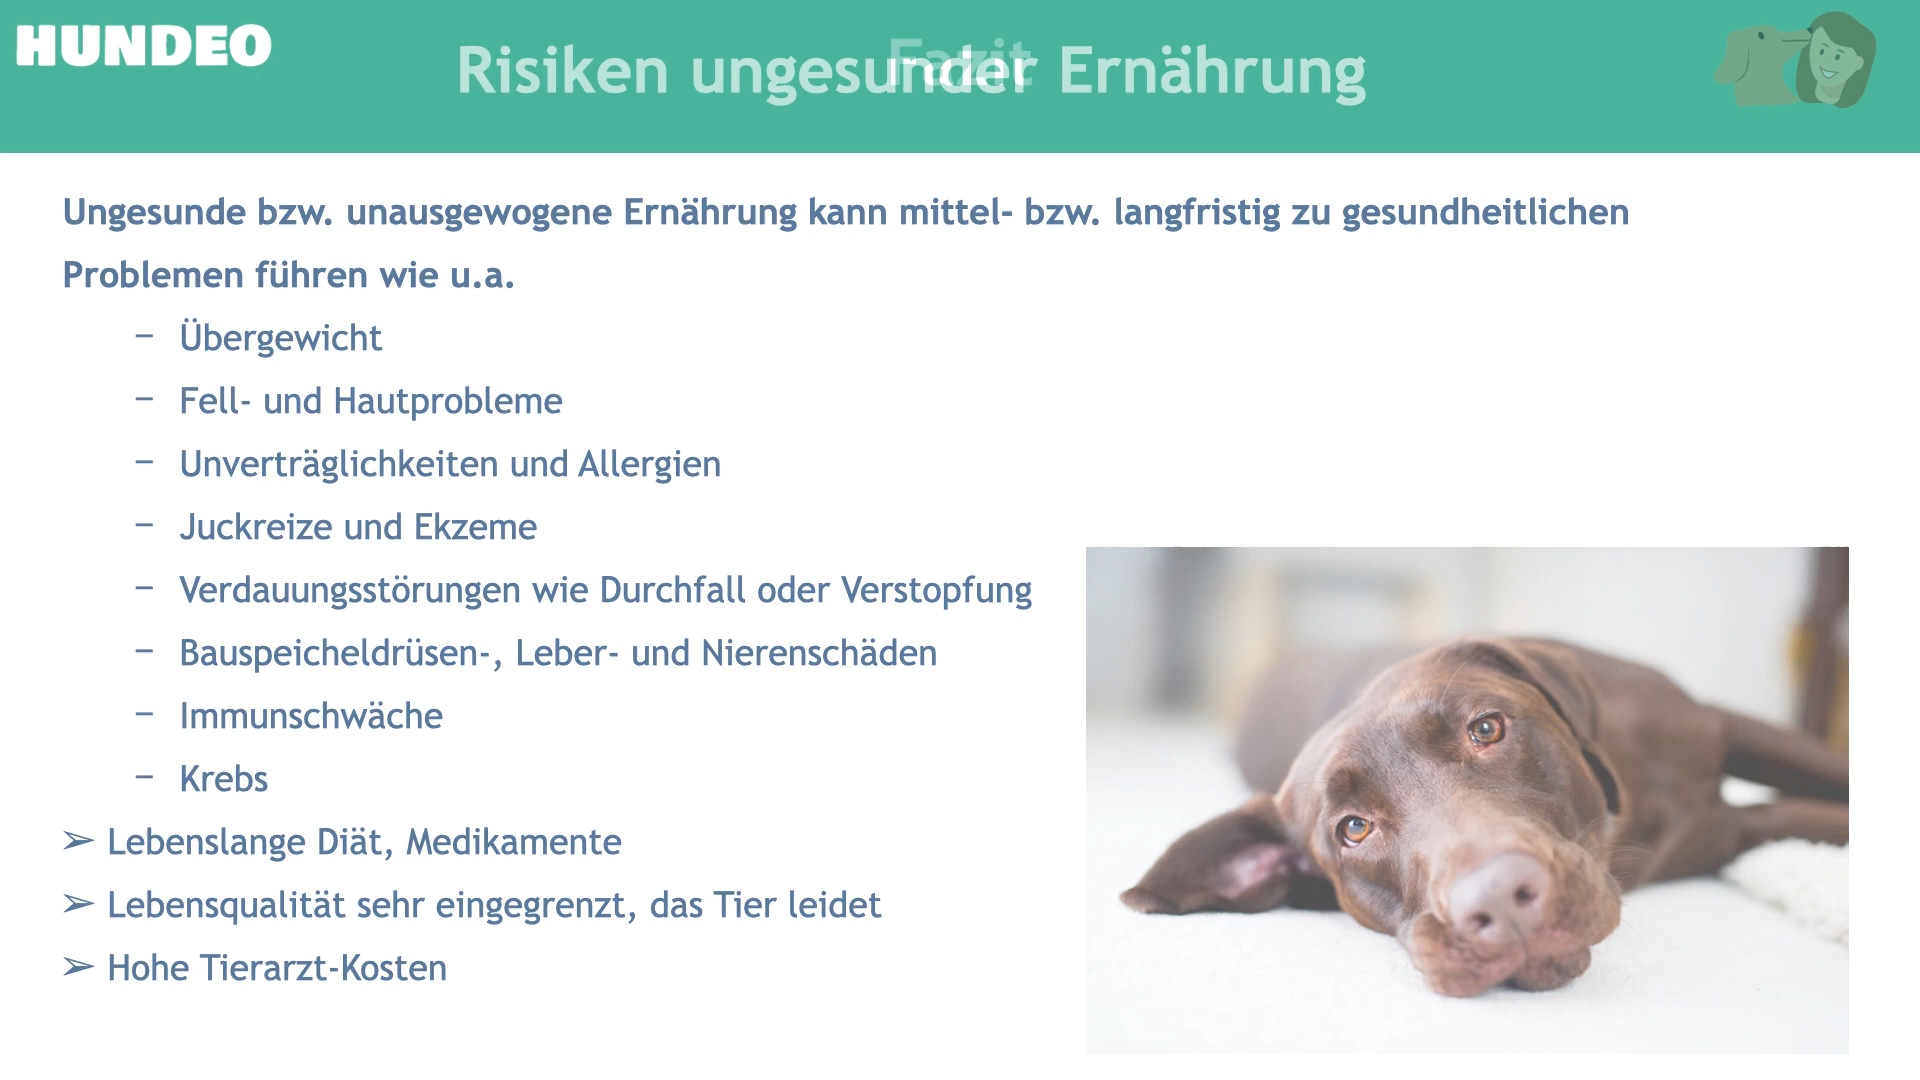 HUNDEO
Risiken ungesunder Ernährung
Fazit
Ungesunde bzw. unausgewogene Ernährung kann mittel- bzw. langfristig zu gesundheitlichen
Problemen führen wie u.a.
– Übergewicht
– Fell- und Hautprobleme
– Unverträglichkeiten und Allergien
– Juckreize und Ekzeme
– Verdauungsstörungen wie Durchfall oder Verstopfung
– Bauspeicheldrüsen-, Leber- und Nierenschäden
– Immunschwäche
– Krebs
➢ Lebenslange Diät, Medikamente
➢ Lebensqualität sehr eingegrenzt, das Tier leidet
➢ Hohe Tierarzt-Kosten